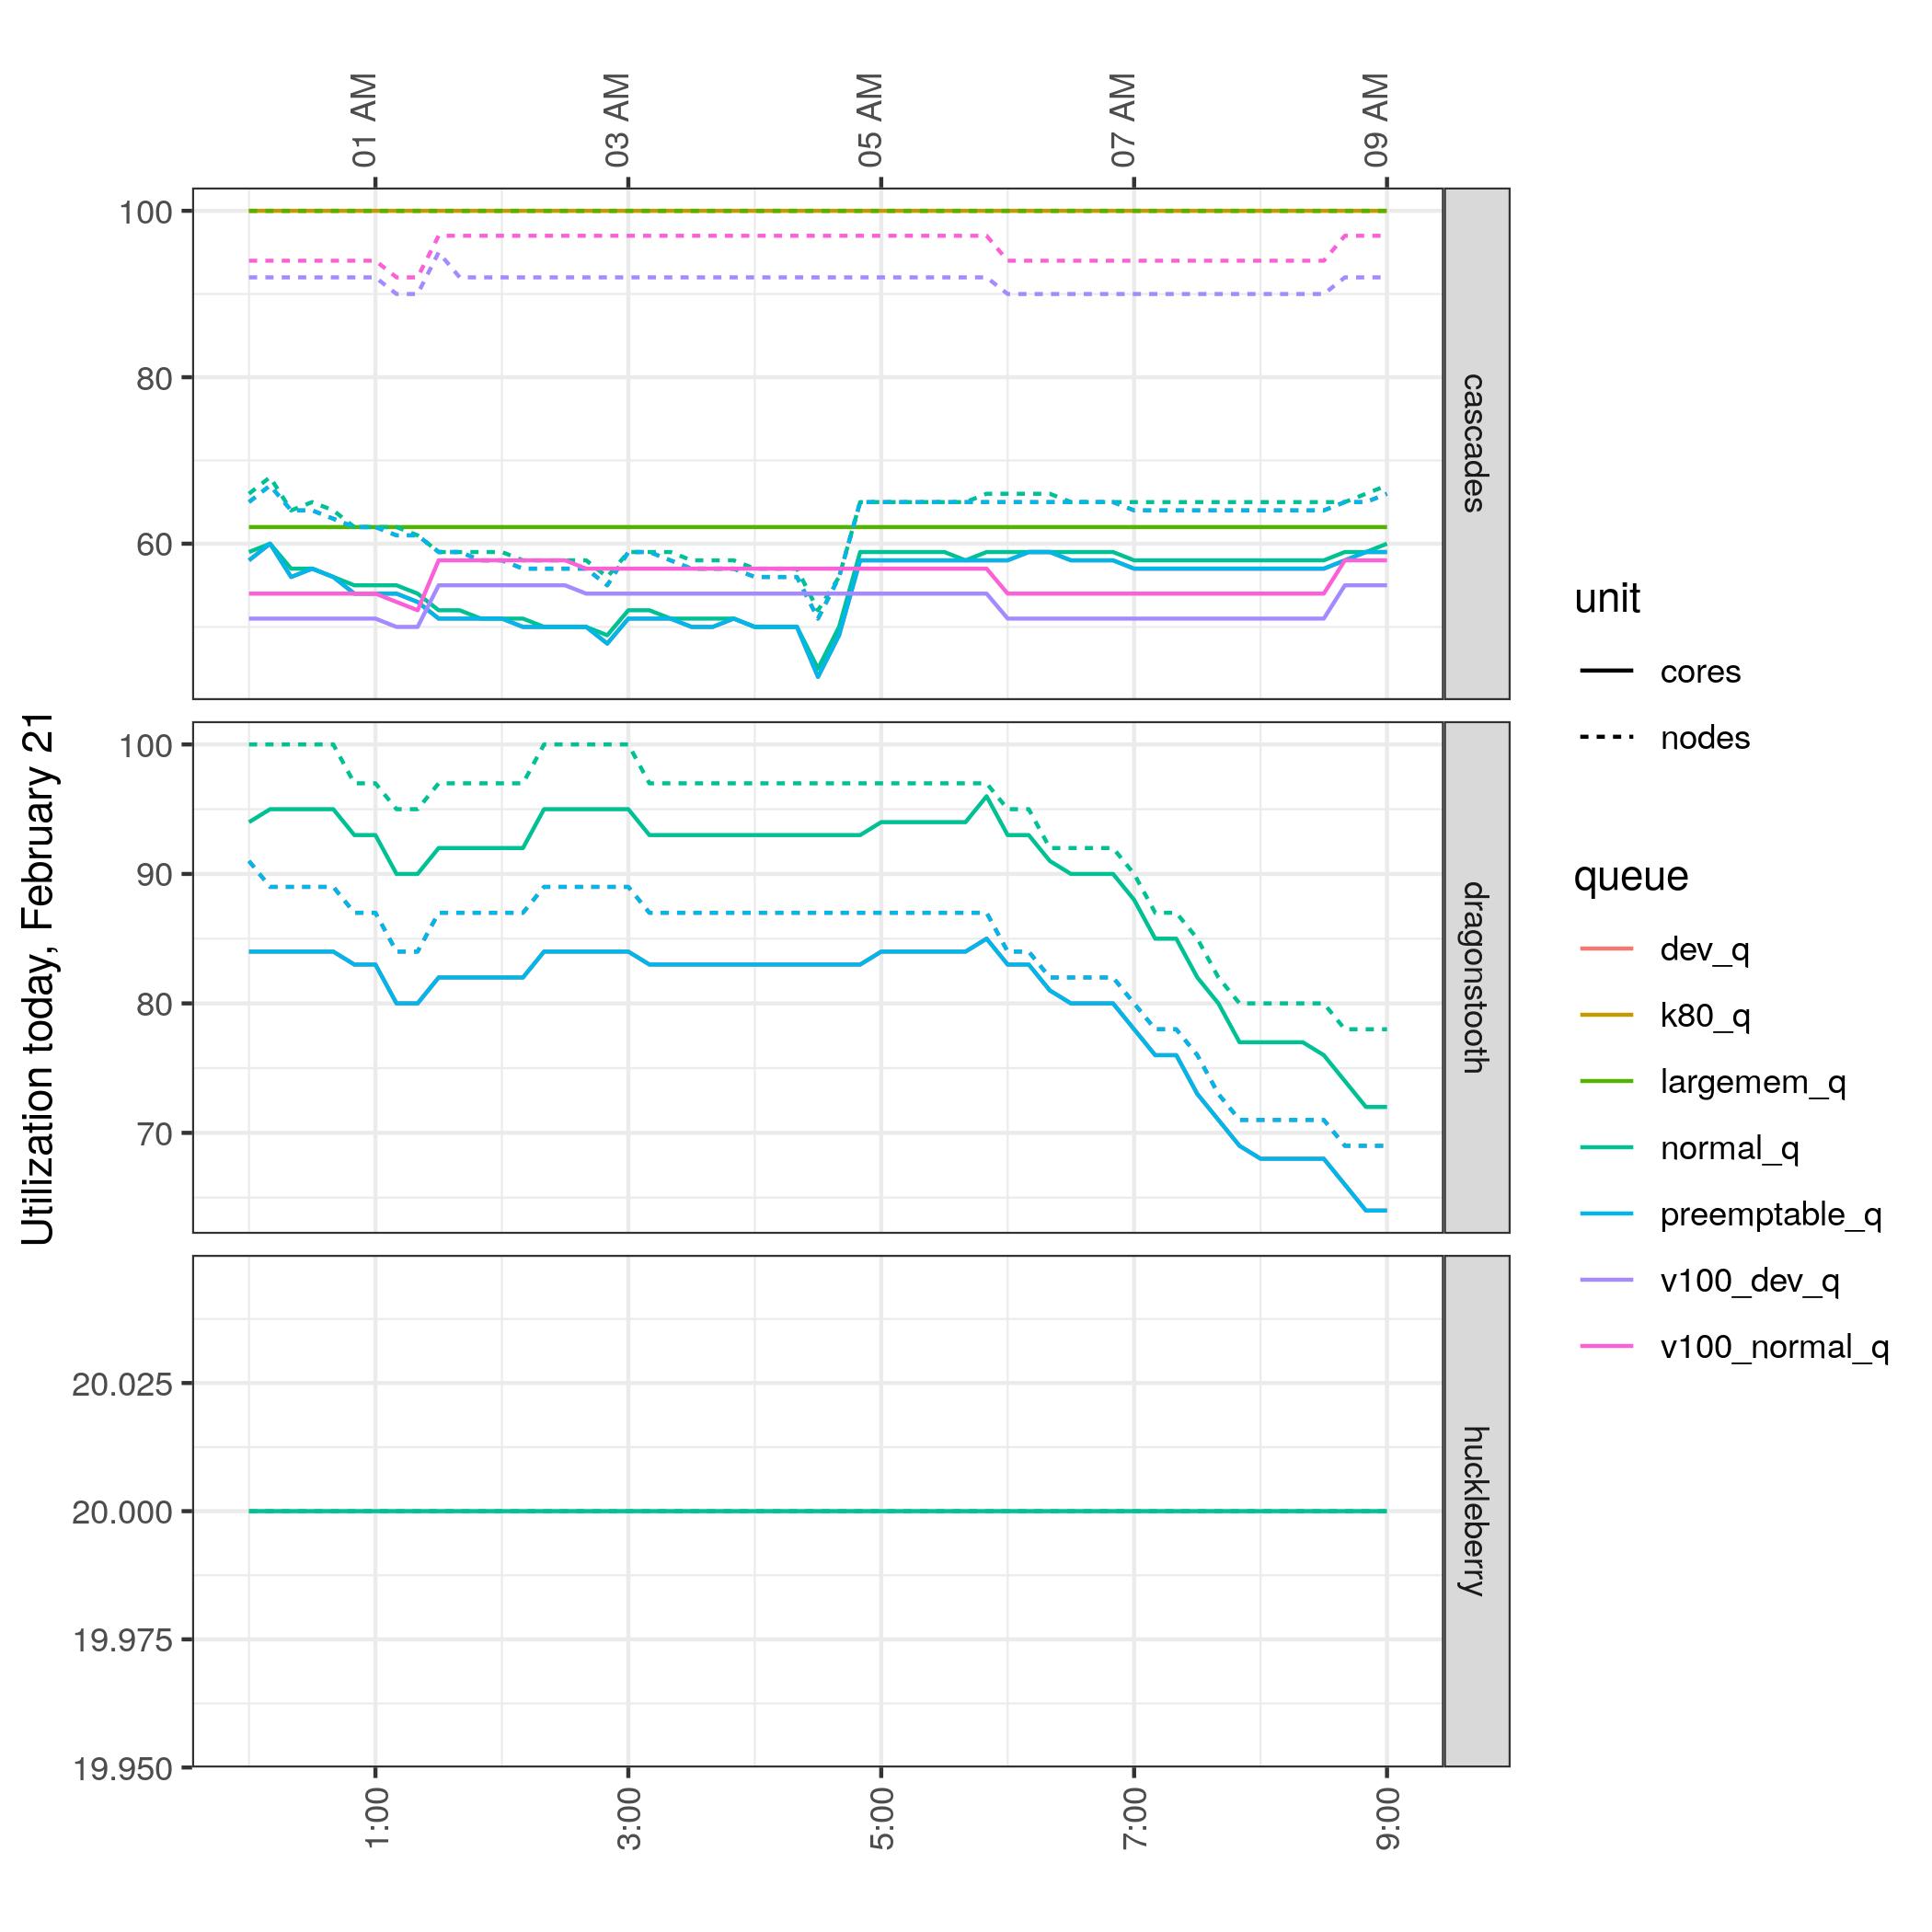 01 AM
03 AM
05 AM
07 AM
09 AM
Utilization today, February 21
100
80
60
cascades
100
90
80
70
dragonstooth
20.025
20.000
19.975
19.950
huckleberry
1:00
3:00
5:00
7:00
9:00
unit
cores
nodes
queue
dev_q
k80_q
largemem_q
normal_q
preemptable_q
v100_dev_q
v100_normal_q